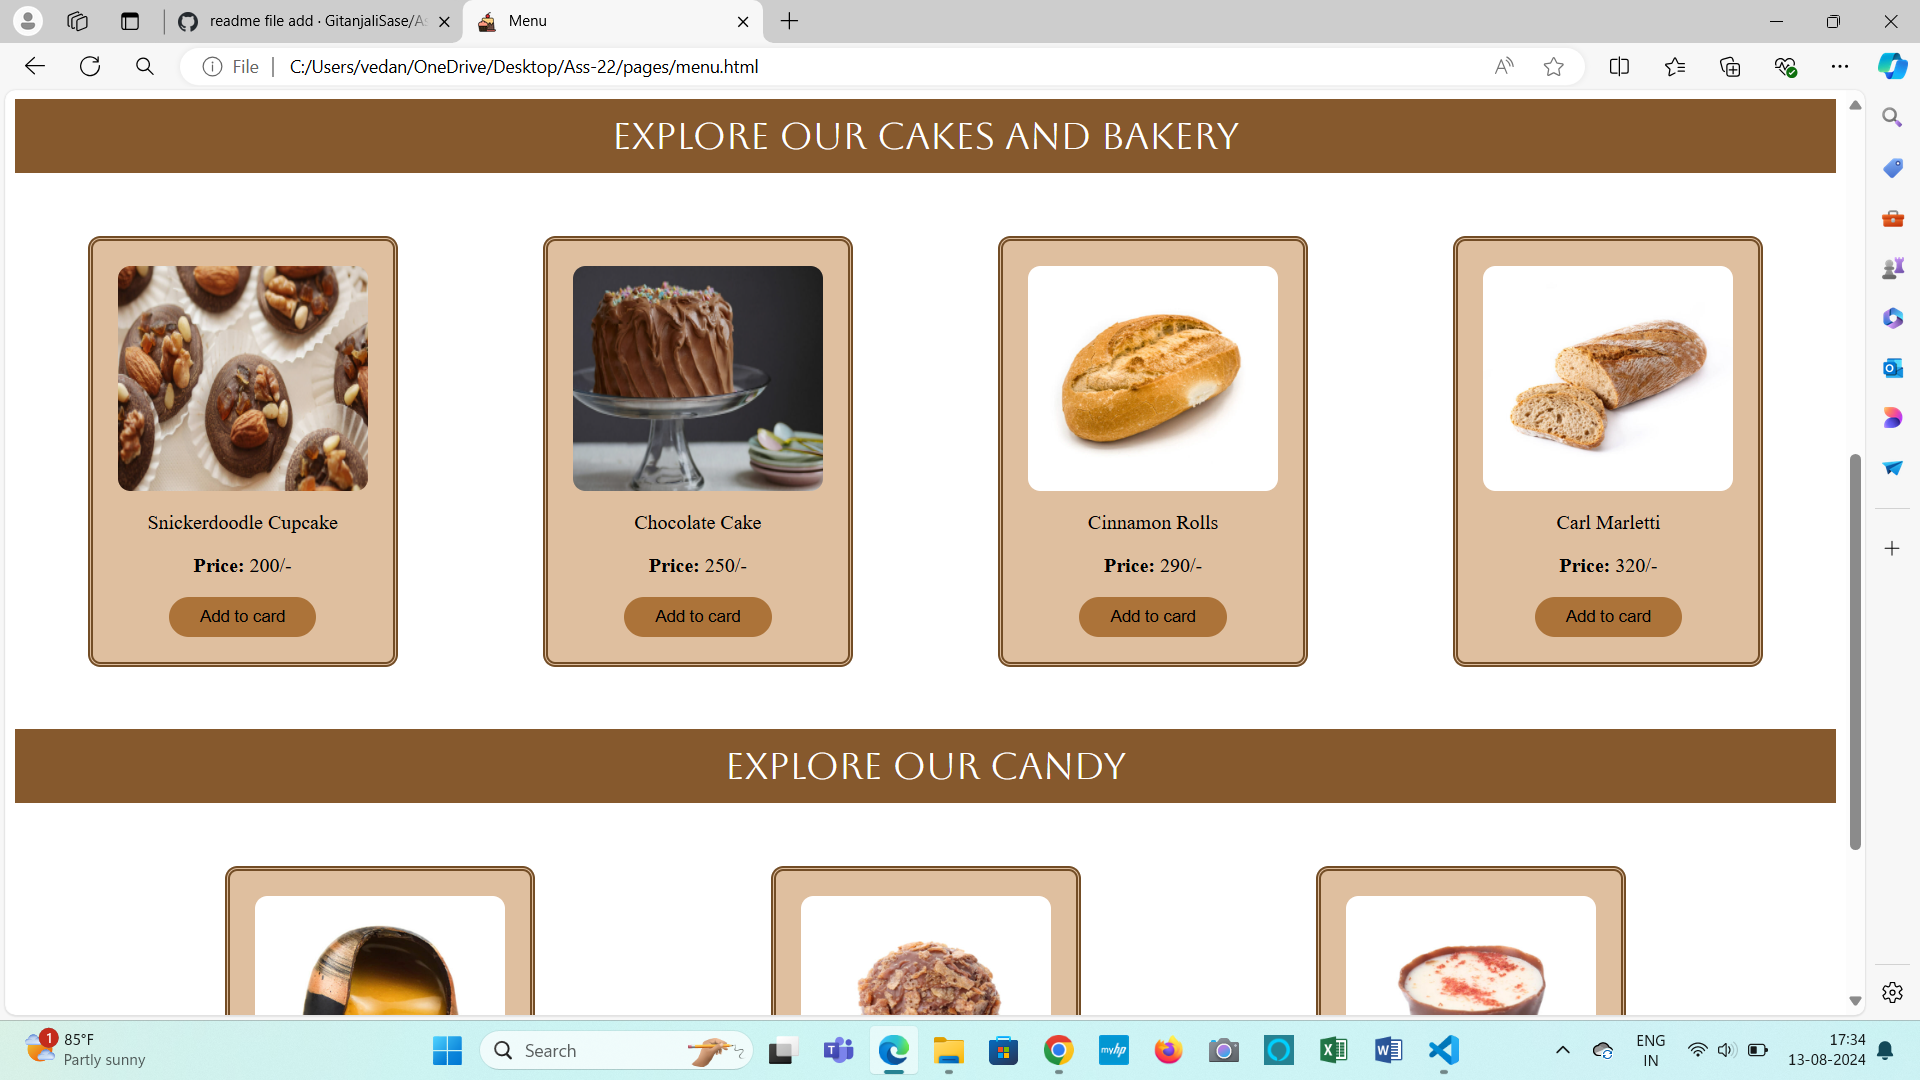 readme file add · GitanjaliSase/As
Menu
File
C:/Users/vedan/OneDrive/Desktop/Ass-22/pages/menu.html
EXPLORE OUR CAKES AND BAKERY
Snickerdoodle Cupcake
Price: 200/-
Add to card
Chocolate Cake
Price: 250/-
Add to card
Cinnamon Rolls
Price: 290/-
Add to card
Carl Marletti
Price: 320/-
Add to card
EXPLORE OUR CANDY
1
85°F
Partly sunny
Search
myhp
ENG
IN
17:34
13-08-2024